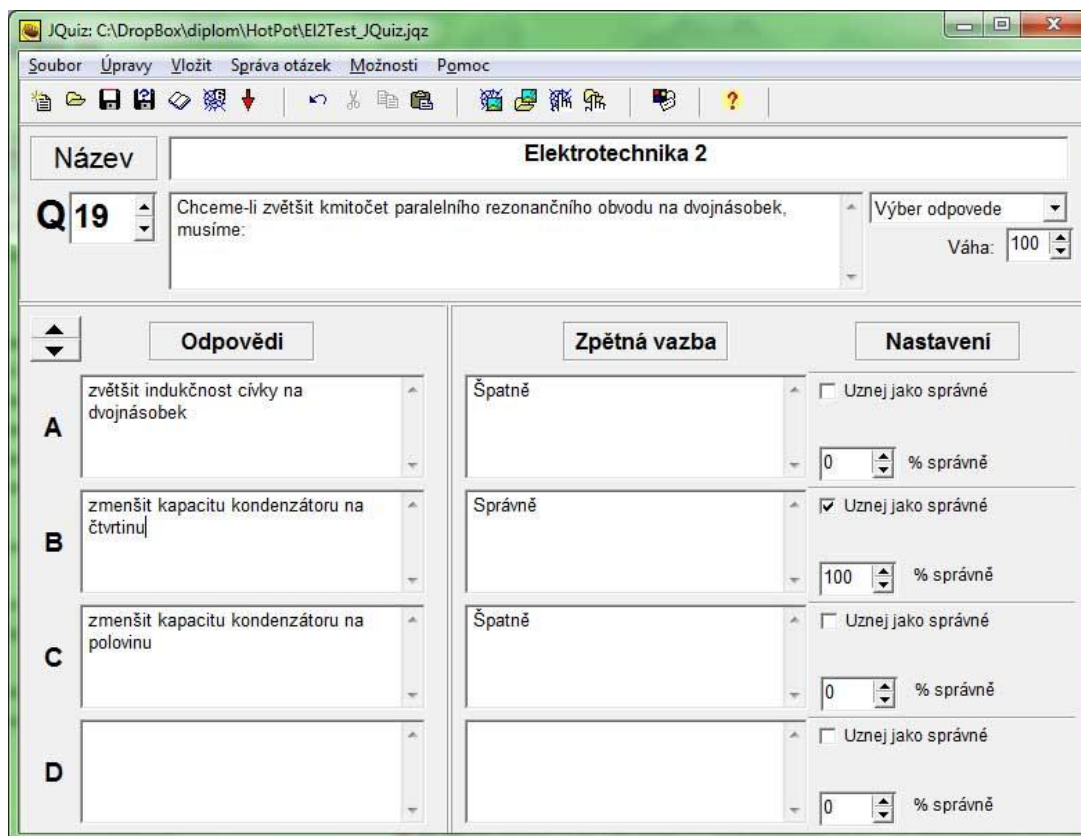 JQuiz: C:\DropBox\diplom\HotPot\El2Test_JQuiz.jqz
Soubor Úpravy Vložit Správa otázek Možnosti Pomoc
Název
Elektrotechnika 2
Q 19
Chceme-li zvětšit kmitočet paralelního rezonančního obvodu na dvojnásobek,
musíme:
Výber odpovede
Váha: 100
Odpovědi
Zpětná vazba
Nastavení
A
zvětšit indukčnost cívky na
dvojnásobek
Špatně
Uznej jako správné
0 % správně
B
zmenšit kapacitu kondenzátoru na
čtvrtinu
Správně
Uznej jako správné
100 % správně
C
zmenšit kapacitu kondenzátoru na
polovinu
Špatně
Uznej jako správné
0 % správně
D
Uznej jako správné
0 % správně